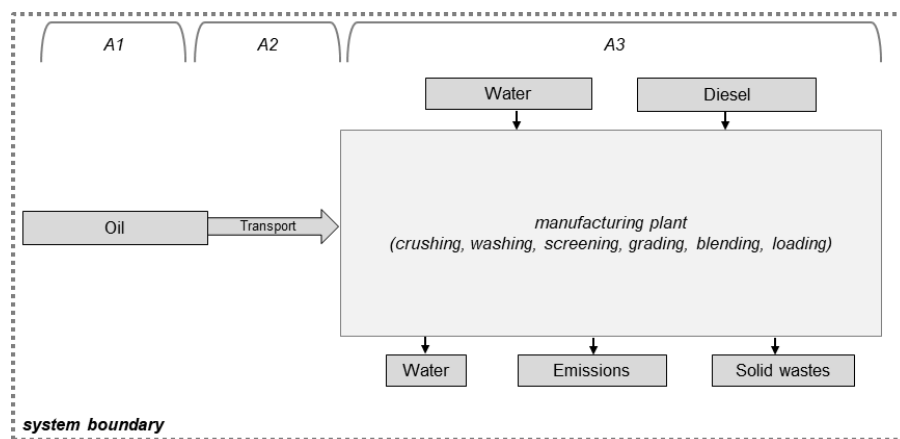 A1
A2
A3
Water
Diesel
Oil
Transport
manufacturing plant
(crushing, washing, screening, grading, blending, loading)
Water
Emissions
Solid wastes
system boundary